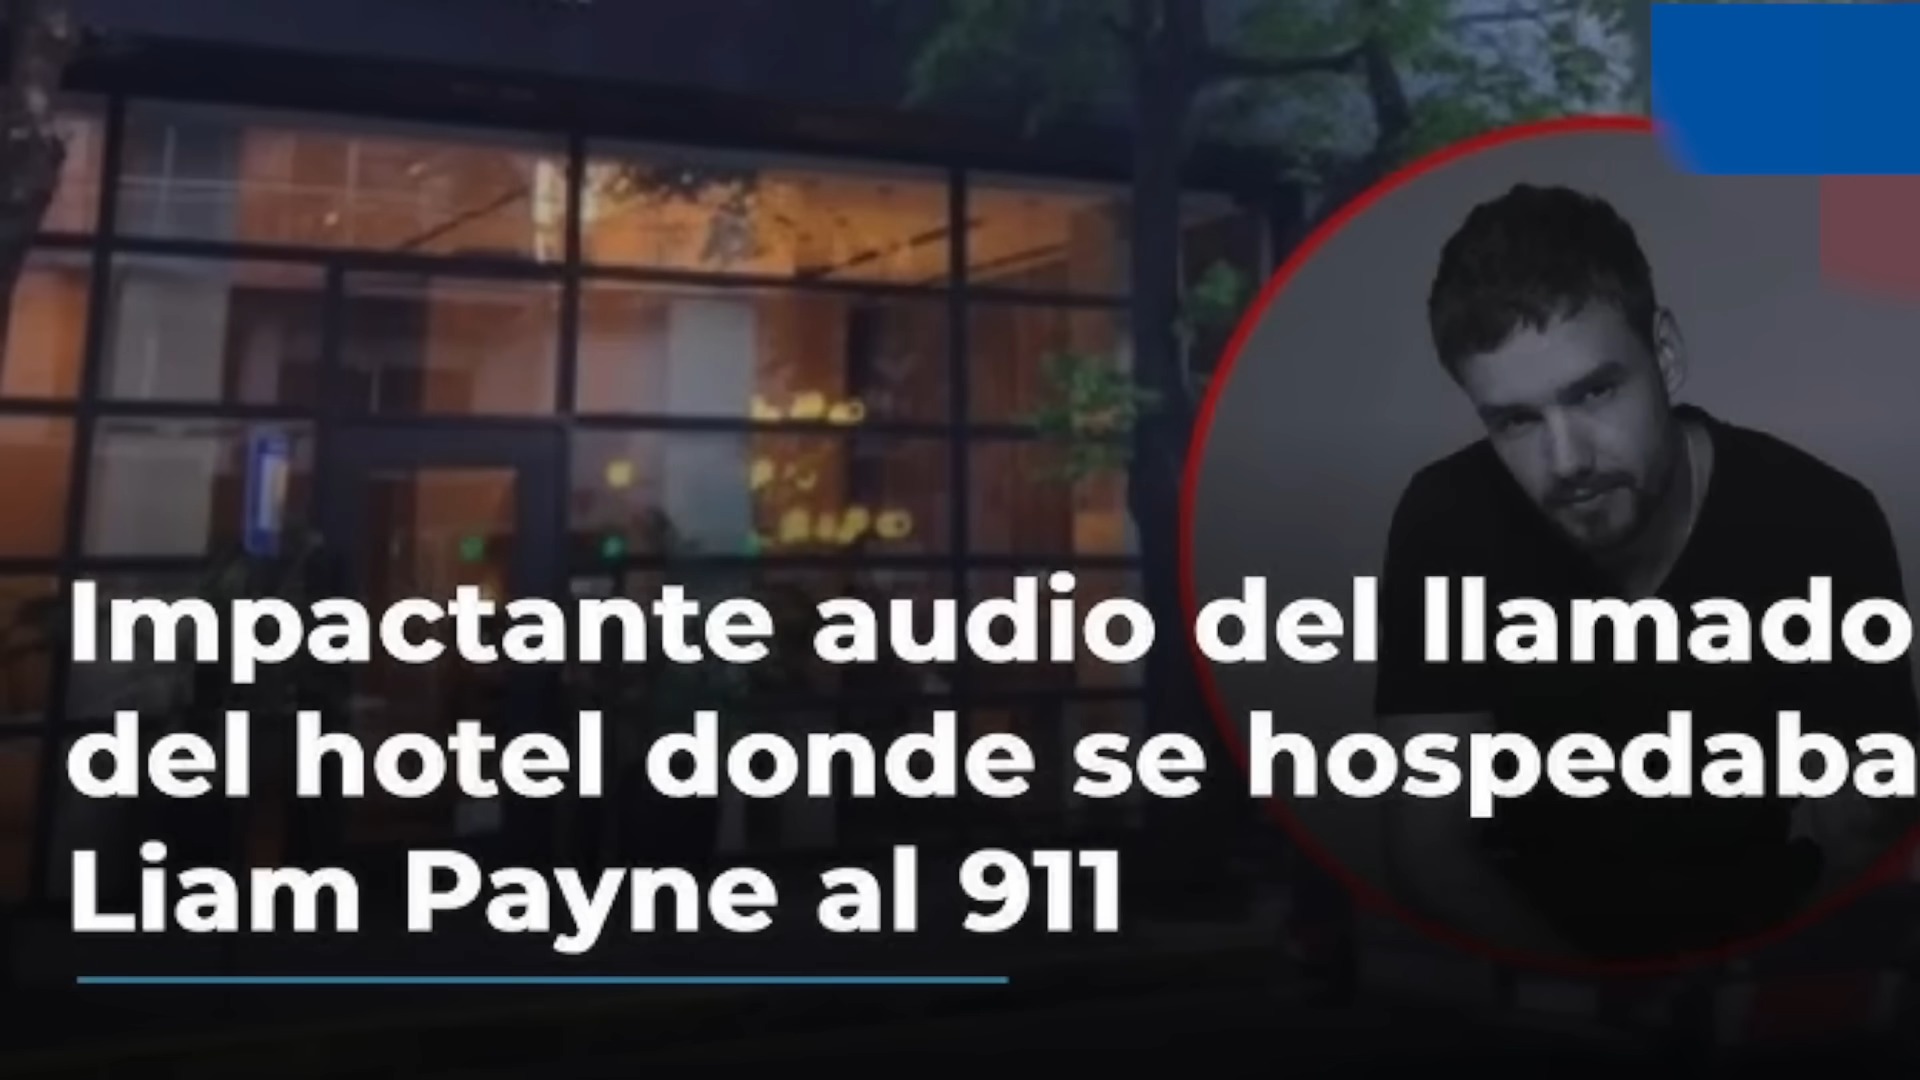 Impactante audio del llamado
del hotel donde se hospedaba
Liam Payne al 911